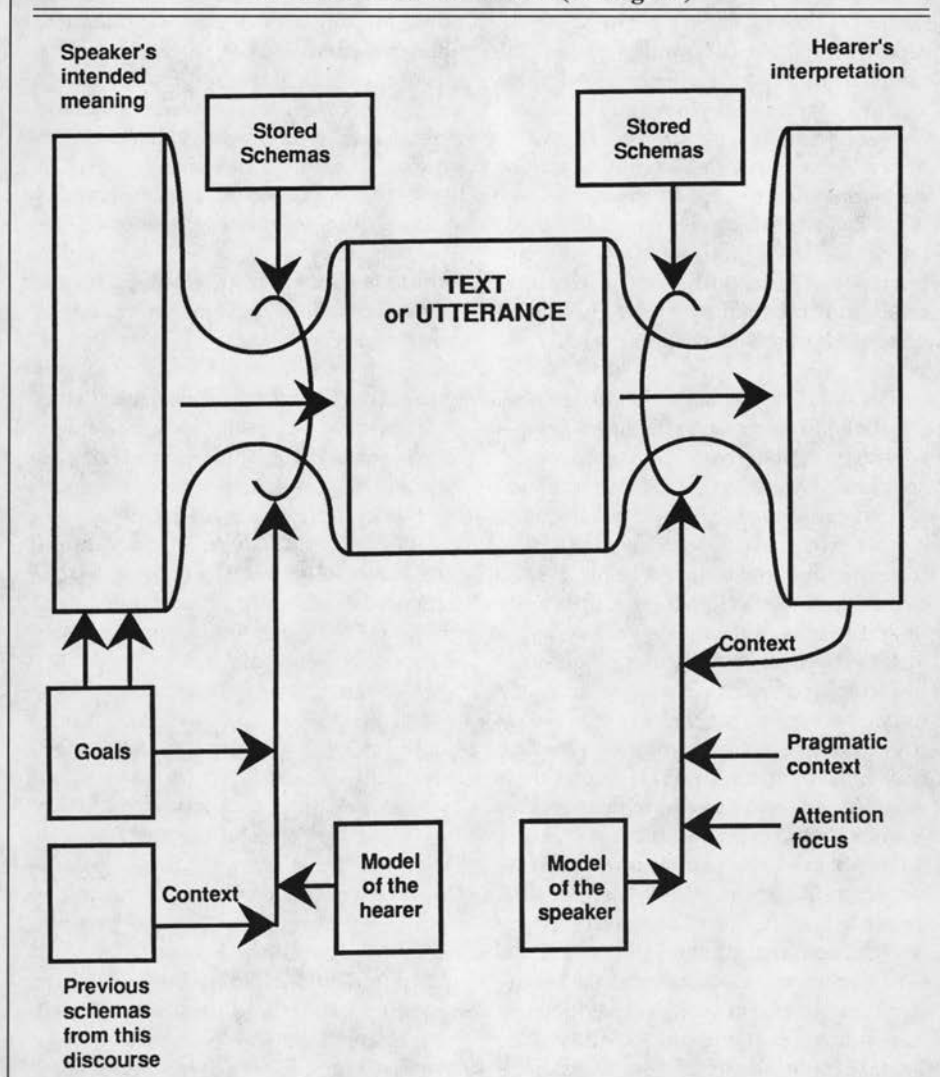 Speaker's
intended
meaning
Hearer's
interpretation
Stored
Schemas
Stored
Schemas
TEXT
or UTTERANCE
Context
Goals
Pragmatic
context
Attention
focus
Model
of the
hearer
Model
of the
speaker
Context
Previous
schemas
from this
discourse